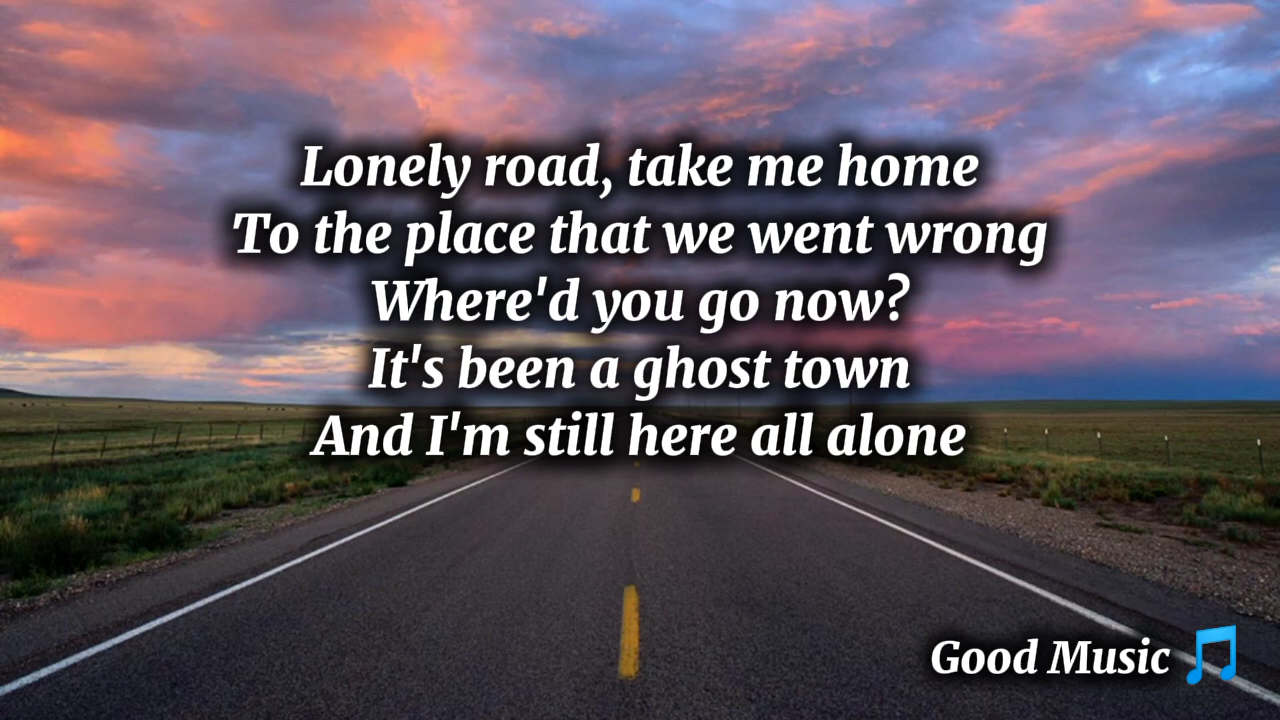 Lonely road, take me home
To the place that we went wrong
Where'd you go now?
It's been a ghost town
And I'm still here all alone
Good Music